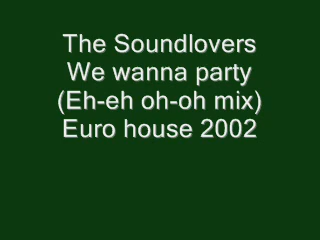 The Soundlovers
We wanna party
(Eh-eh oh-oh mix)
Euro house 2002